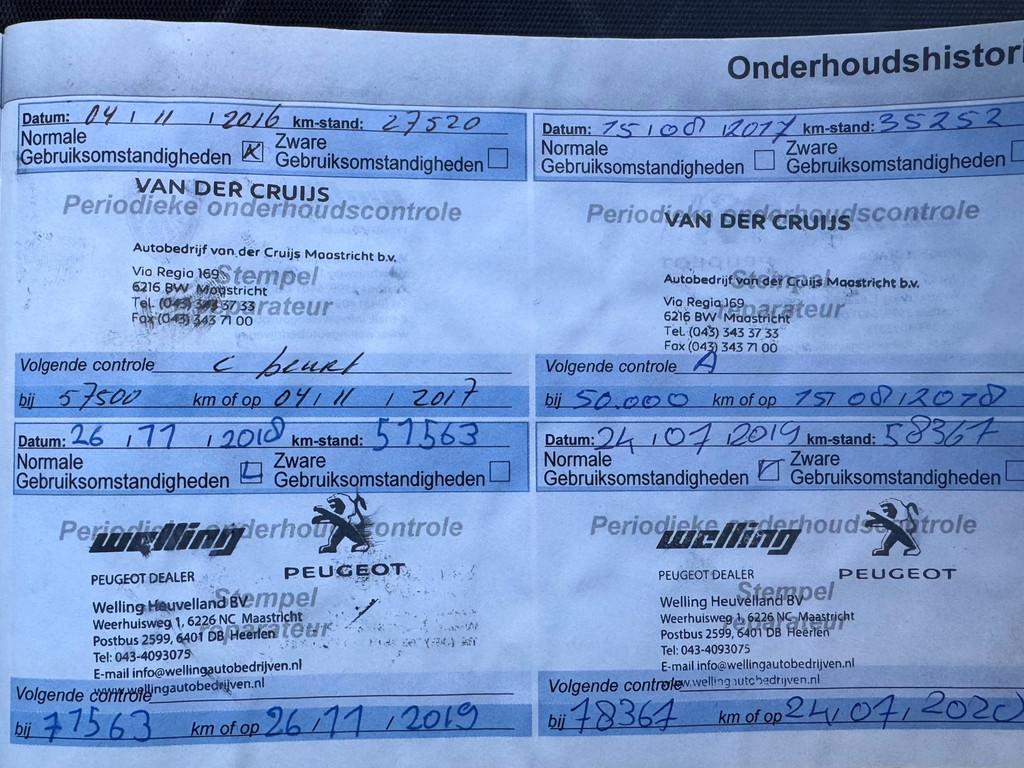 Onderhoudshistori
Datum: 04 / 11 / 2016 km-stand: 27520
Normale
Gebruiksomstandigheden
Zware
Gebruiksomstandigheden
VAN DER CRUIJS
Periodieke onderhoudscontrole
Autobedrijf van der Cruijs Maastricht b.v.
Via Regia 169
6216 BW Maastricht
Tel. (043) 343 37 33
Fax (043) 343 71 00
Stempel
reparateur
Volgende controle C beurt
bij 57500 km of op 04 / 11 / 2017
Datum: 15 / 08 / 2017 km-stand: 35252
Normale
Gebruiksomstandigheden
Zware
Gebruiksomstandigheden
Periodieke onderhoudscontrole
VAN DER CRUIJS
Autobedrijf van der Cruijs Maastricht b.v.
Via Regia 169
6216 BW Maastricht
Tel. (043) 343 37 33
Fax (043) 343 71 00
Stempel
reparateur
Volgende controle A
bij 50.000 km of op 15 / 08 / 2018
Datum: 26 / 11 / 2018 km-stand: 51563
Normale
Gebruiksomstandigheden
Zware
Gebruiksomstandigheden
Periodieke onderhoudscontrole
welling
PEUGEOT DEALER
PEUGEOT
Welling Heuvelland BV
Weerhuisweg 1, 6226 NC Maastricht
Postbus 2599, 6401 DB Heerlen
Tel: 043-4093075
E-mail info@wellingautobedrijven.nl
www.wellingautobedrijven.nl
Stempel
reparateur
Volgende controle
bij 71563 km of op 26 / 11 / 2019
Datum: 24 / 07 / 2019 km-stand: 58367
Normale
Gebruiksomstandigheden
Zware
Gebruiksomstandigheden
Periodieke onderhoudscontrole
welling
PEUGEOT DEALER
PEUGEOT
Welling Heuvelland BV
Weerhuisweg 1, 6226 NC Maastricht
Postbus 2599, 6401 DB Heerlen
Tel: 043-4093075
E-mail info@wellingautobedrijven.nl
www.wellingautobedrijven.nl
Stempel
reparateur
Volgende controle
bij 78367 km of op 24 / 07 / 2020